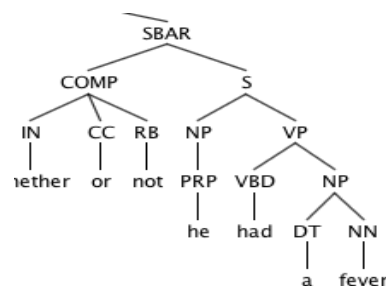 SBAR
COMP S
IN CC RB NP VP
hether or not PRP VBD NP
he had DT NN
a fever